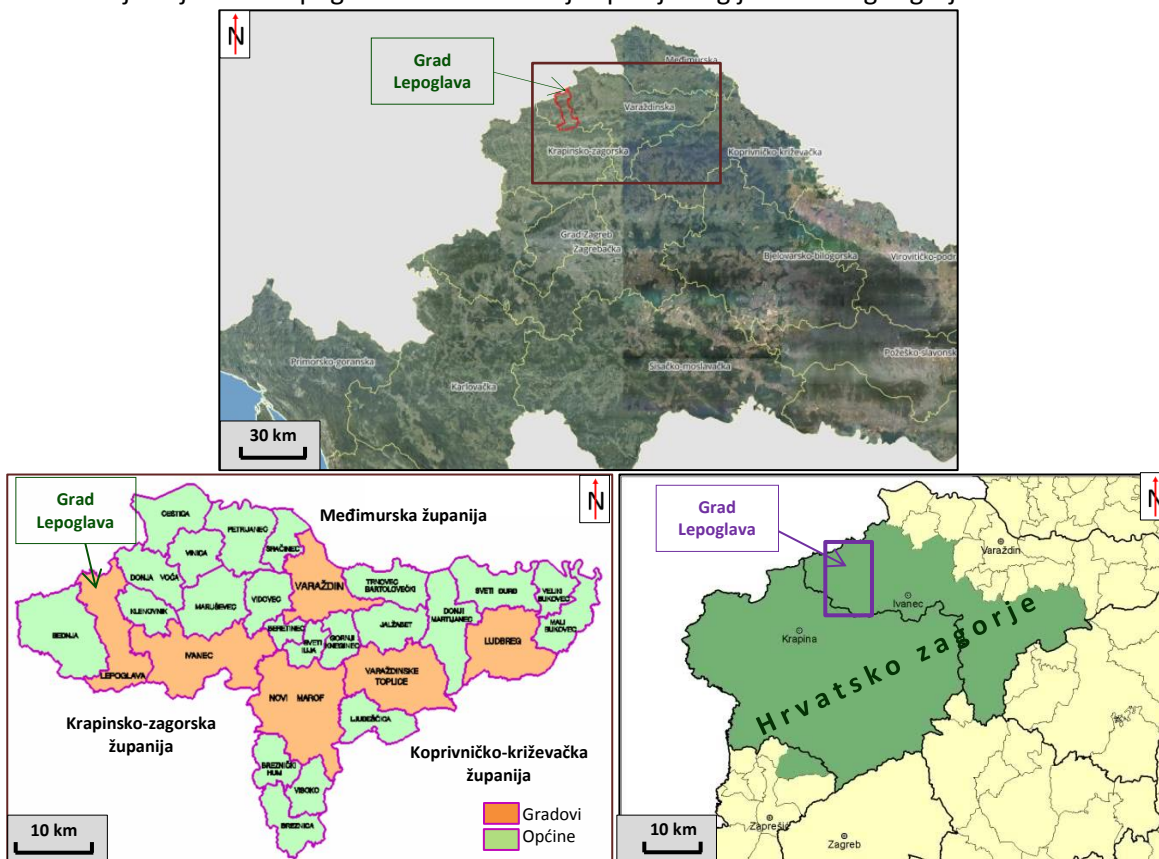 N
Grad
Lepoglava
Međimurska
Varaždinska
Krapinsko-zagorska
Koprivničko-križevačka
Grad Zagreb
Zagrebačka
Bjelovarsko-bilogorska
Virovitičko-podr
Primorsko-goranska
Karlovačka
Sisačko-moslavačka
Požeško-slavonsk
30 km
Grad
Lepoglava
N
Međimurska županija
CESTICA
PETRIJANEC
SRAČINEC
VINICA
DONJA VOĆA
VARAŽDIN
TRNOVEC
BARTOLOVEČKI
SVETI ĐURĐ
VELIKI
BUKOVEC
MALI
BUKOVEC
KLENOVNIK
MARUŠEVEC
VIDOVEC
BEDNJA
BERETINEC
SVETI
ILIJA
GORNJI
KNEGINEC
JALŽABET
DONJI
MARTIJANEC
LUDBREG
IVANEC
LEPOGLAVA
VARAŽDINSKE
TOPLICE
NOVI MAROF
LJUBEŠĆICA
Krapinsko-zagorska
županija
Koprivničko-križevačka
županija
BREZNIČKI
HUM
VISOKO
BREZNICA
Gradovi
Općine
10 km
Grad
Lepoglava
N
Varaždin
Ivanec
Krapina
Hrvatsko zagorje
Zaprešić
Zagreb
10 km